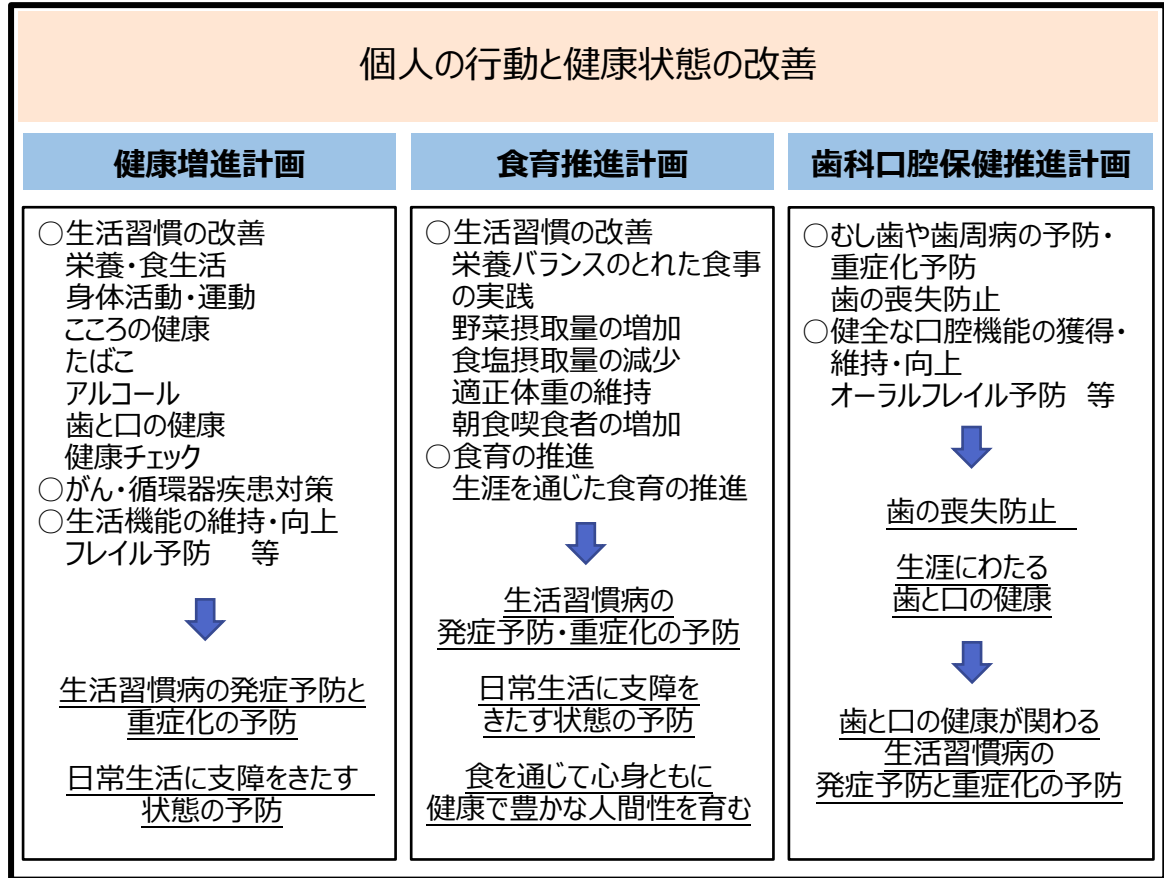 個人の行動と健康状態の改善
健康増進計画
○生活習慣の改善
栄養・食生活
身体活動・運動
こころの健康
たばこ
アルコール
歯と口の健康
健康チェック
○がん・循環器疾患対策
○生活機能の維持・向上
フレイル予防　等
生活習慣病の発症予防と
重症化の予防
日常生活に支障をきたす
状態の予防
食育推進計画
○生活習慣の改善
栄養バランスのとれた食事
の実践
野菜摂取量の増加
食塩摂取量の減少
適正体重の維持
朝食喫食者の増加
○食育の推進
生涯を通じた食育の推進
生活習慣病の
発症予防・重症化の予防
日常生活に支障を
きたす状態の予防
食を通じて心身ともに
健康で豊かな人間性を育む
歯科口腔保健推進計画
○むし歯や歯周病の予防・
重症化予防
歯の喪失防止
○健全な口腔機能の獲得・
維持・向上
オーラルフレイル予防　等
歯の喪失防止
生涯にわたる
歯と口の健康
歯と口の健康が関わる
生活習慣病の
発症予防と重症化の予防